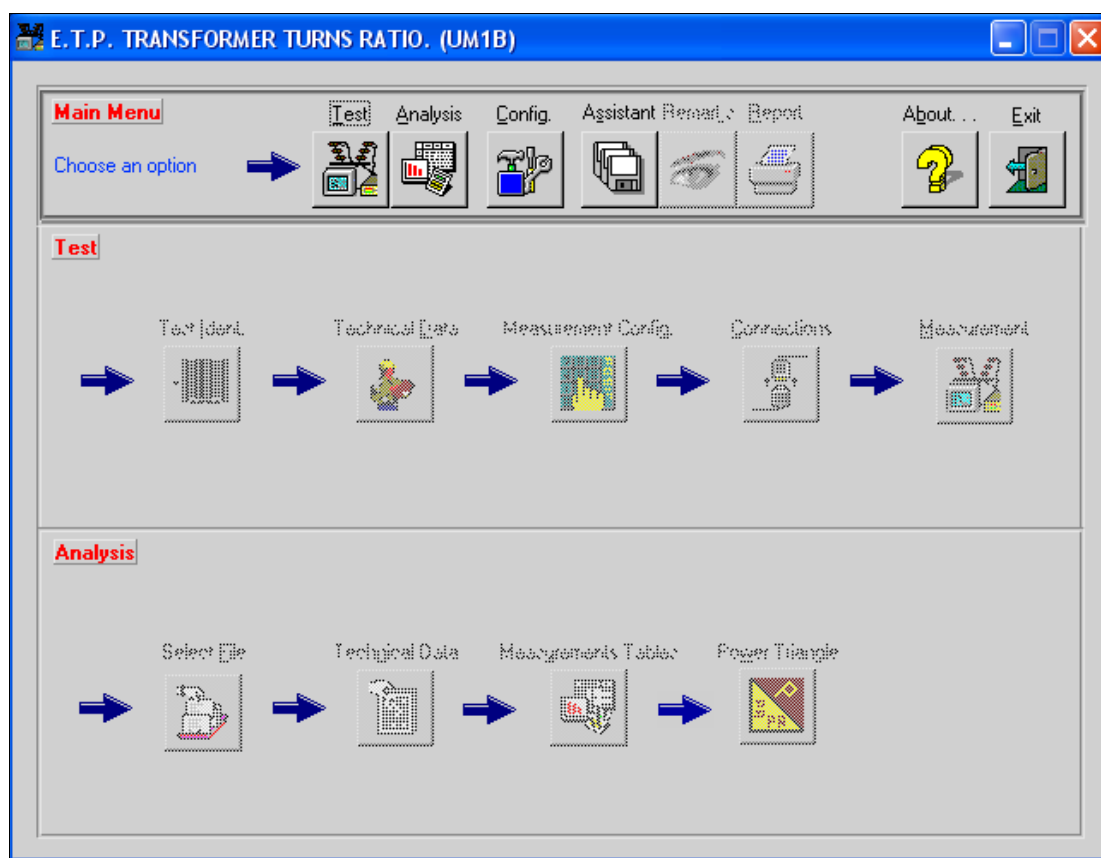 E.T.P. TRANSFORMER TURNS RATIO. (UM1B)
Main Menu
Test Analysis Config. Assistant Remarks Report About. . . Exit
Choose an option
Test
Test Ident. Technical Data Measurement Config. Connections Measurement
Analysis
Select File Technical Data Measurements Tables Power Triangle